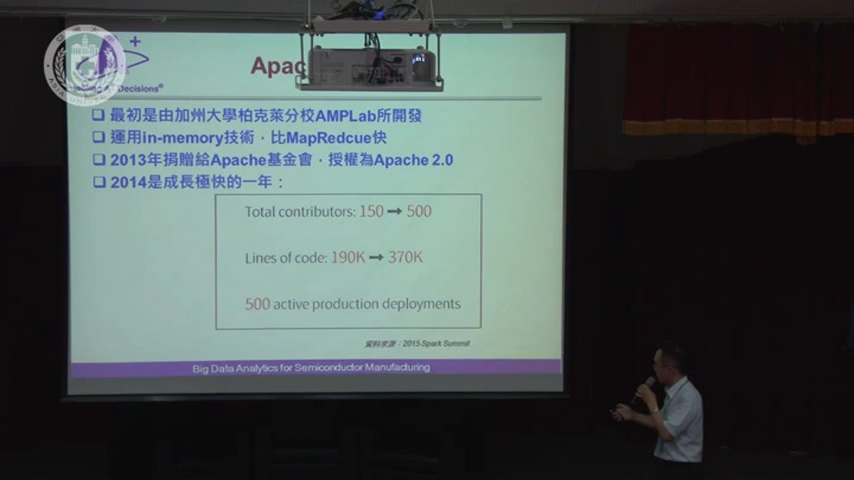 Apac
Decisions®
❑ 最初是由加州大學柏克萊分校AMPLab所開發
❑ 運用in-memory技術，比MapRedcue快
❑ 2013年捐贈給Apache基金會，授權為Apache 2.0
❑ 2014是成長極快的一年：
Total contributors: 150 ➞ 500
Lines of code: 190K ➞ 370K
500 active production deployments
資料來源：2015 Spark Summit
Big Data Analytics for Semiconductor Manufacturing